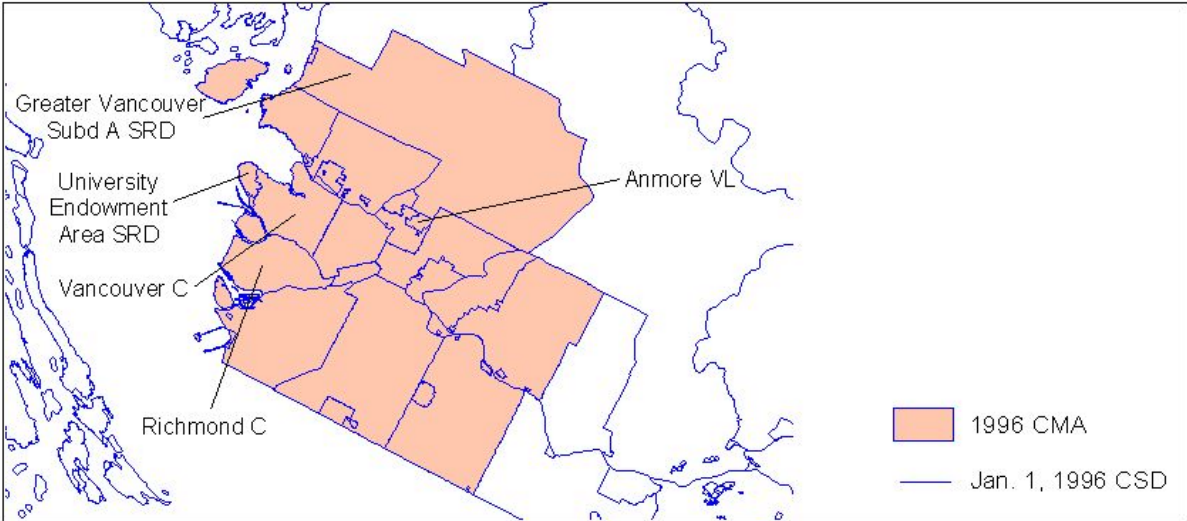 Greater Vancouver
Subd A SRD
University
Endowment
Area SRD
Anmore VL
Vancouver C
Richmond C
1996 CMA
Jan. 1, 1996 CSD